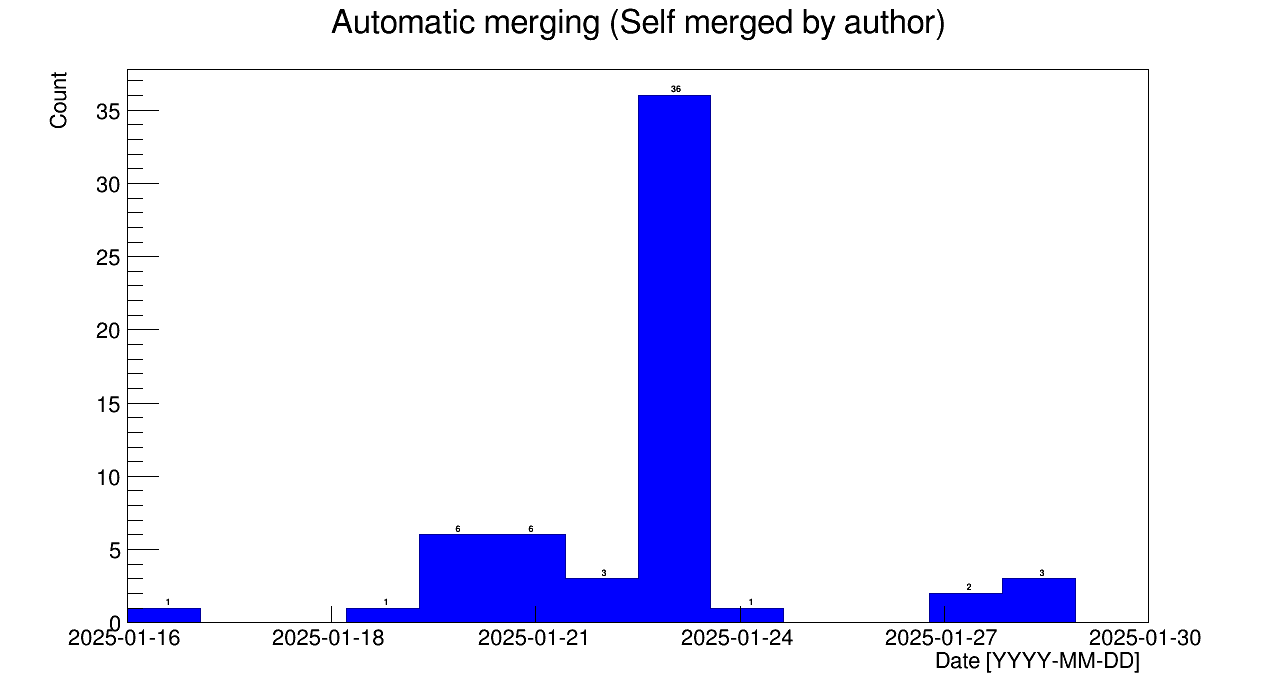 Automatic merging (Self merged by author)
Count
35
30
25
20
15
10
5
0
36
6 6
3
3
2
1 1 1
2025-01-16 2025-01-18 2025-01-21 2025-01-24 2025-01-27 2025-01-30
Date [YYYY-MM-DD]